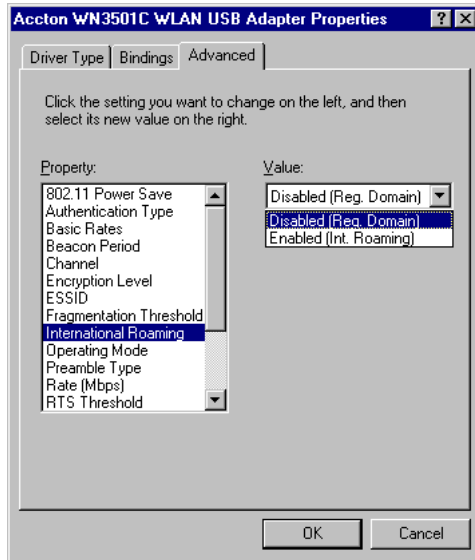 Accton WN3501C WLAN USB Adapter Properties
Driver Type
Bindings
Advanced
Click the setting you want to change on the left, and then
select its new value on the right.
Property:
802.11 Power Save
Authentication Type
Basic Rates
Beacon Period
Channel
Encryption Level
ESSID
Fragmentation Threshold
International Roaming
Operating Mode
Preamble Type
Rate (Mbps)
RTS Threshold
Value:
Disabled (Reg. Domain)
Disabled (Reg. Domain)
Enabled (Int. Roaming)
OK
Cancel